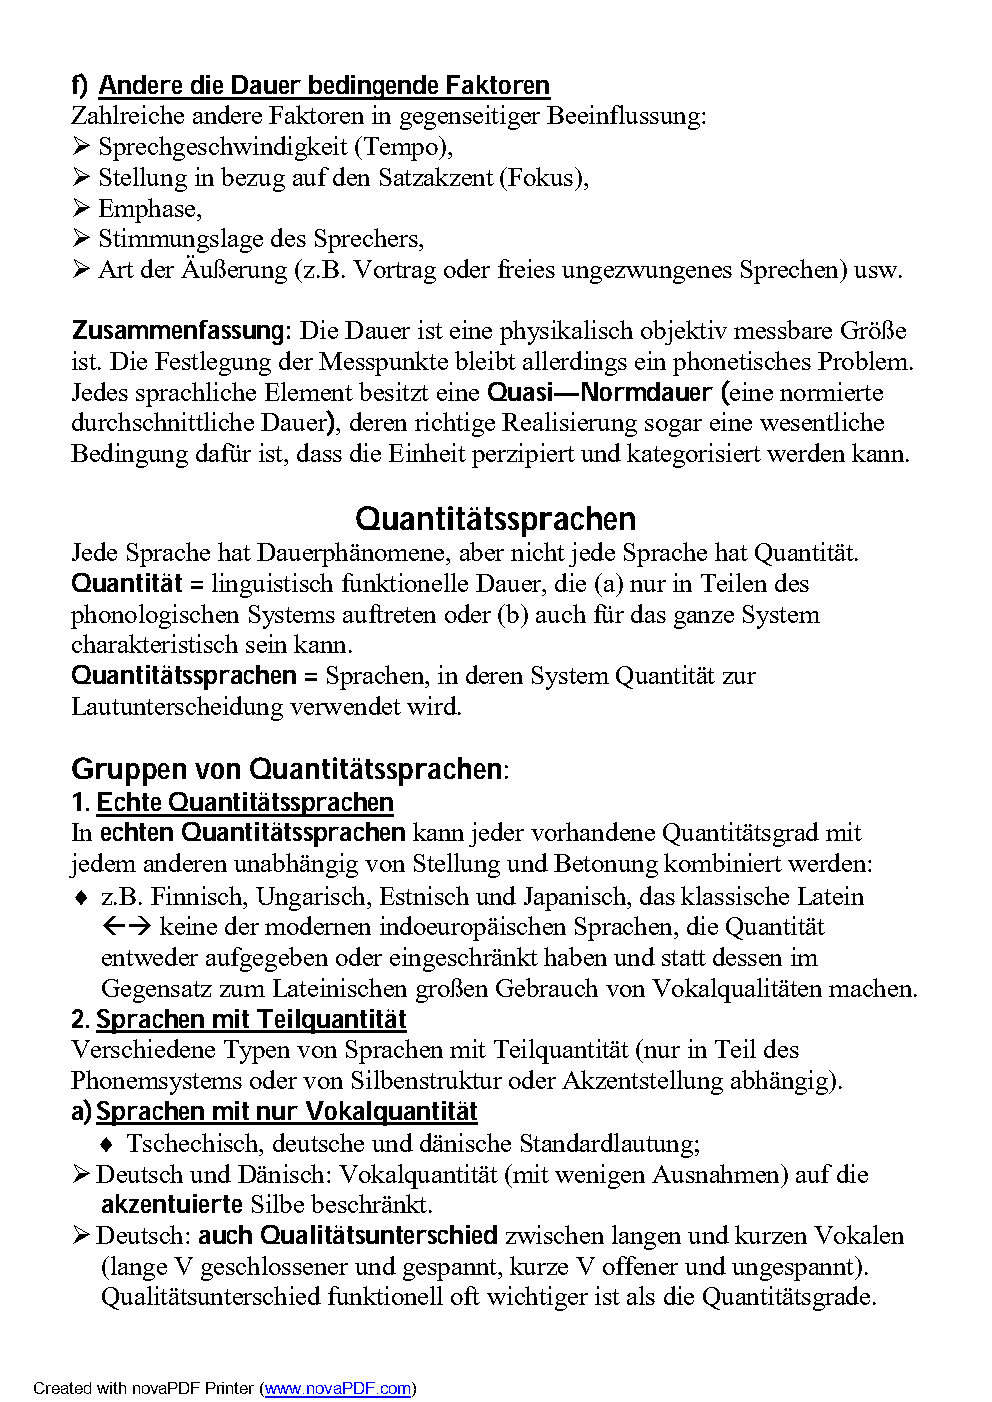 f) Andere die Dauer bedingende Faktoren
Zahlreiche andere Faktoren in gegenseitiger Beeinflussung:
➢ Sprechgeschwindigkeit (Tempo),
➢ Stellung in bezug auf den Satzakzent (Fokus),
➢ Emphase,
➢ Stimmungslage des Sprechers,
➢ Art der Äußerung (z.B. Vortrag oder freies ungezwungenes Sprechen) usw.
Zusammenfassung: Die Dauer ist eine physikalisch objektiv messbare Größe
ist. Die Festlegung der Messpunkte bleibt allerdings ein phonetisches Problem.
Jedes sprachliche Element besitzt eine Quasi—Normdauer (eine normierte
durchschnittliche Dauer), deren richtige Realisierung sogar eine wesentliche
Bedingung dafür ist, dass die Einheit perzipiert und kategorisiert werden kann.
Quantitätssprachen
Jede Sprache hat Dauerphänomene, aber nicht jede Sprache hat Quantität.
Quantität = linguistisch funktionelle Dauer, die (a) nur in Teilen des
phonologischen Systems auftreten oder (b) auch für das ganze System
charakteristisch sein kann.
Quantitätssprachen = Sprachen, in deren System Quantität zur
Lautunterscheidung verwendet wird.
Gruppen von Quantitätssprachen:
1. Echte Quantitätssprachen
In echten Quantitätssprachen kann jeder vorhandene Quantitätsgrad mit
jedem anderen unabhängig von Stellung und Betonung kombiniert werden:
♦ z.B. Finnisch, Ungarisch, Estnisch und Japanisch, das klassische Latein
←→ keine der modernen indoeuropäischen Sprachen, die Quantität
entweder aufgegeben oder eingeschränkt haben und statt dessen im
Gegensatz zum Lateinischen großen Gebrauch von Vokalqualitäten machen.
2. Sprachen mit Teilquantität
Verschiedene Typen von Sprachen mit Teilquantität (nur in Teil des
Phonemsystems oder von Silbenstruktur oder Akzentstellung abhängig).
a) Sprachen mit nur Vokalquantität
♦ Tschechisch, deutsche und dänische Standardlautung;
➢ Deutsch und Dänisch: Vokalquantität (mit wenigen Ausnahmen) auf die
akzentuierte Silbe beschränkt.
➢ Deutsch: auch Qualitätsunterschied zwischen langen und kurzen Vokalen
(lange V geschlossener und gespannt, kurze V offener und ungespannt).
Qualitätsunterschied funktionell oft wichtiger ist als die Quantitätsgrade.
Created with novaPDF Printer (www.novaPDF.com)